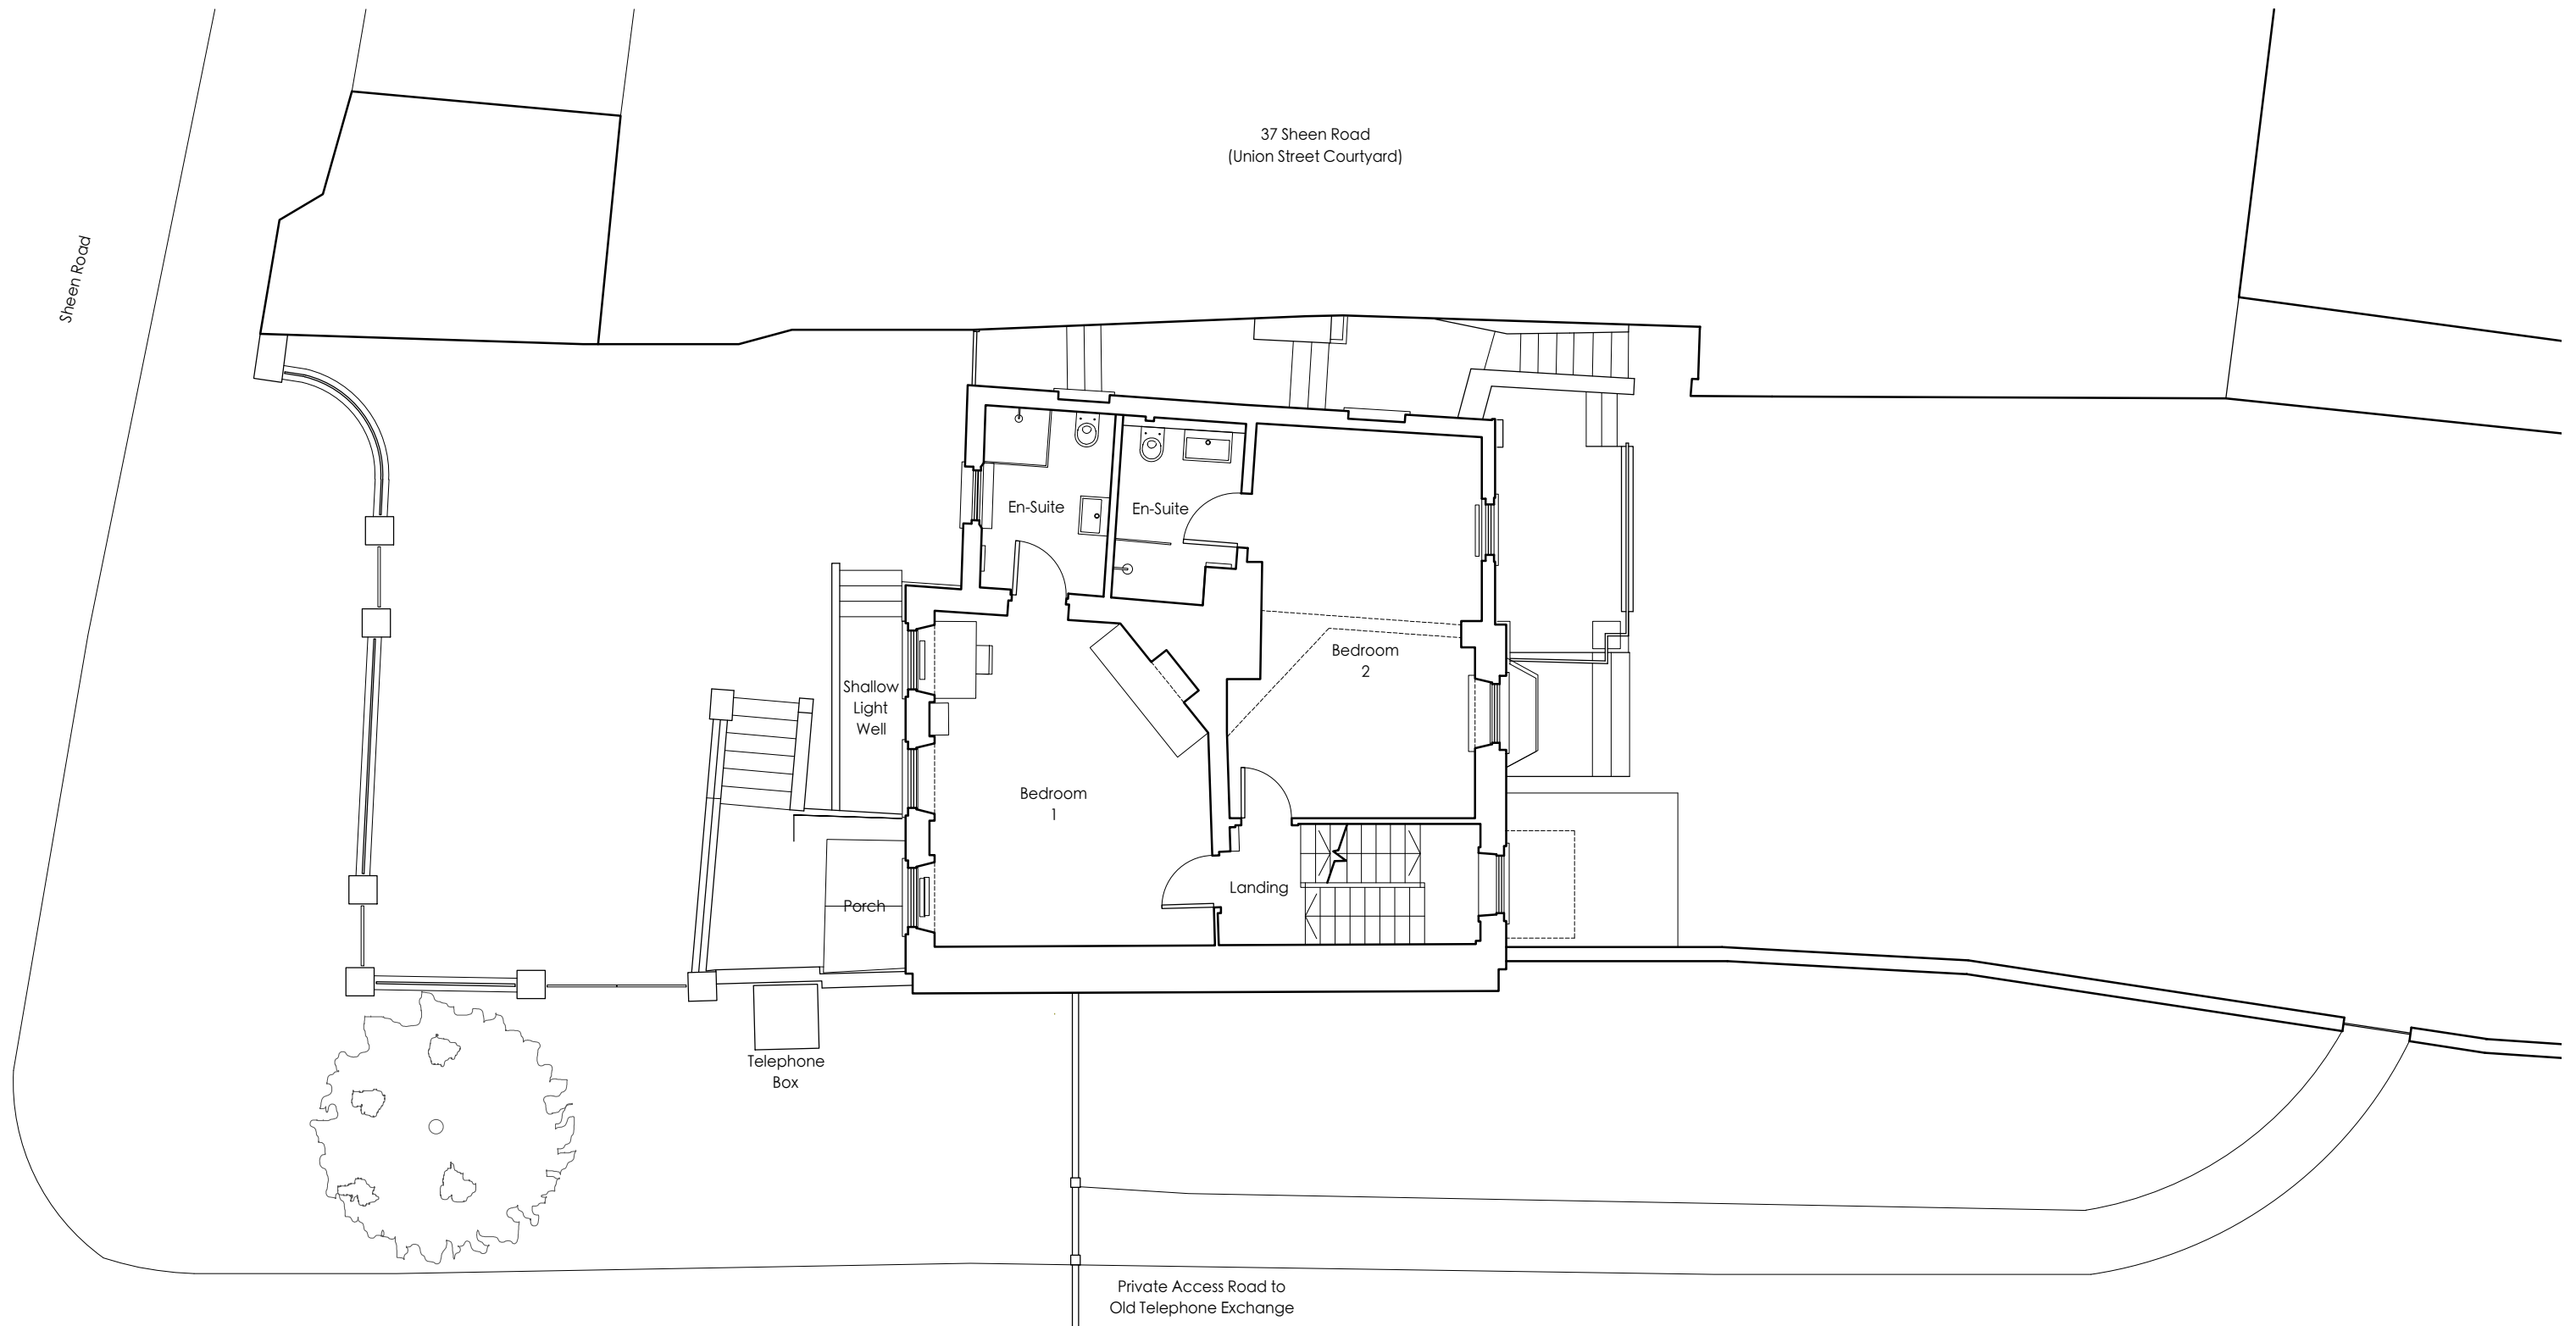 37 Sheen Road
(Union Street Courtyard)
Sheen Road
En-Suite
En-Suite
Bedroom
2
Shallow
Light
Well
Bedroom
1
Landing
Porch
Telephone
Box
Private Access Road to
Old Telephone Exchange